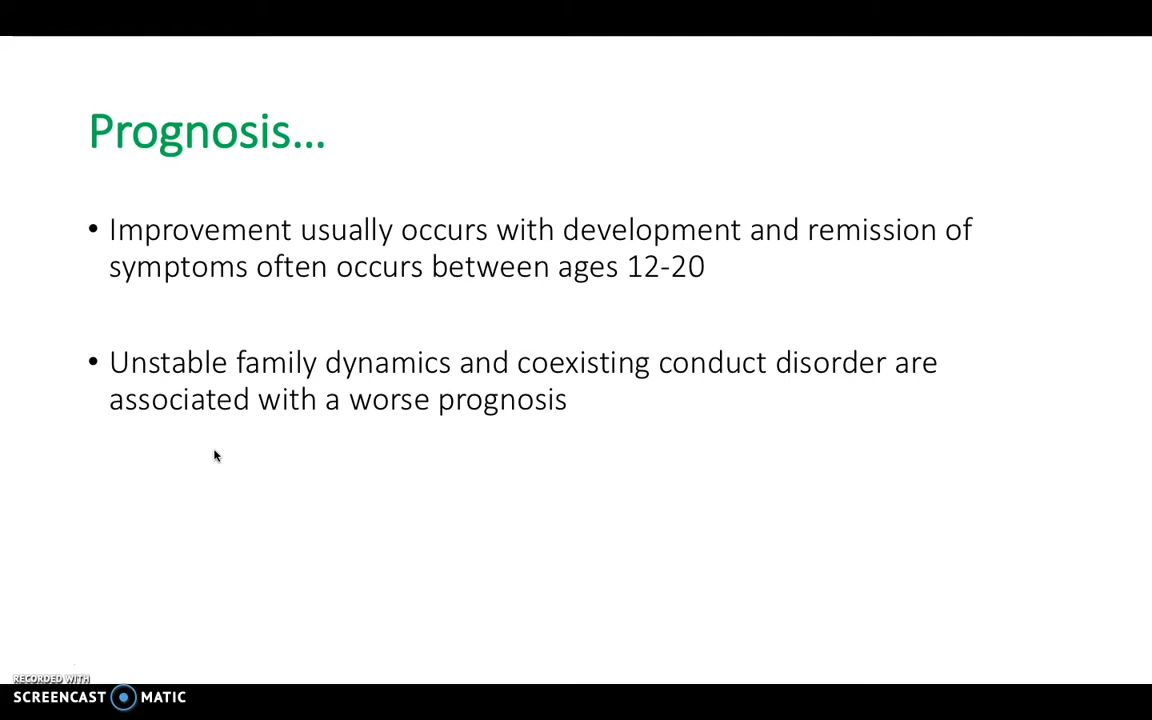 Prognosis...
• Improvement usually occurs with development and remission of
symptoms often occurs between ages 12-20
• Unstable family dynamics and coexisting conduct disorder are
associated with a worse prognosis
RECORDED WITH
SCREENCAST MATIC